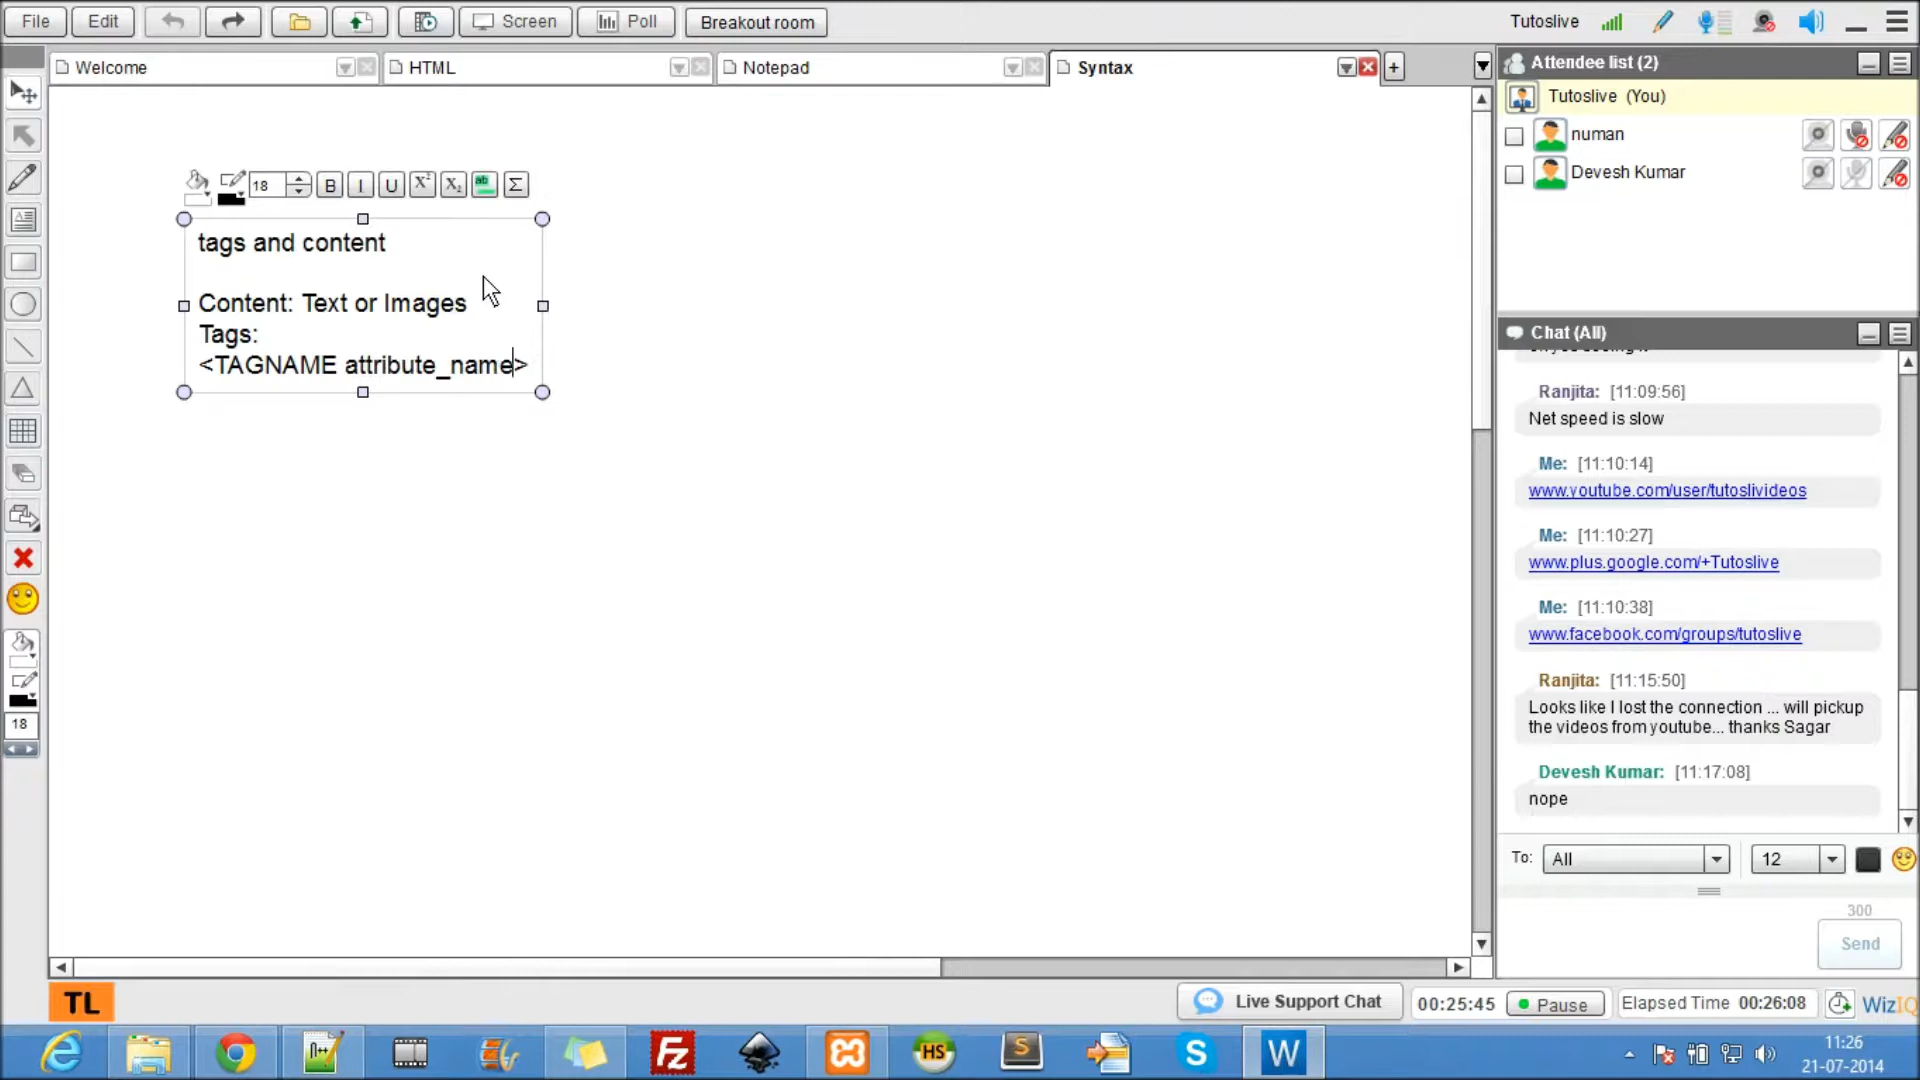 File Edit Screen Poll Breakout room Tutoslive
Welcome HTML Notepad Syntax +
18 B I U X² X₂ ab Σ
tags and content
Content: Text or Images
Tags:
<TAGNAME attribute_name>
18
Attendee list (2)
Tutoslive (You)
numan
Devesh Kumar
Chat (All)
Ranjita: [11:09:56]
Net speed is slow
Me: [11:10:14]
www.youtube.com/user/tutoslivideos
Me: [11:10:27]
www.plus.google.com/+Tutoslive
Me: [11:10:38]
www.facebook.com/groups/tutoslive
Ranjita: [11:15:50]
Looks like I lost the connection ... will pickup
the videos from youtube... thanks Sagar
Devesh Kumar: [11:17:08]
nope
To: All 12
300
Send
TL Live Support Chat 00:25:45 Pause Elapsed Time 00:26:08 WizIQ
N++ FZ HS S S W
11:26
21-07-2014